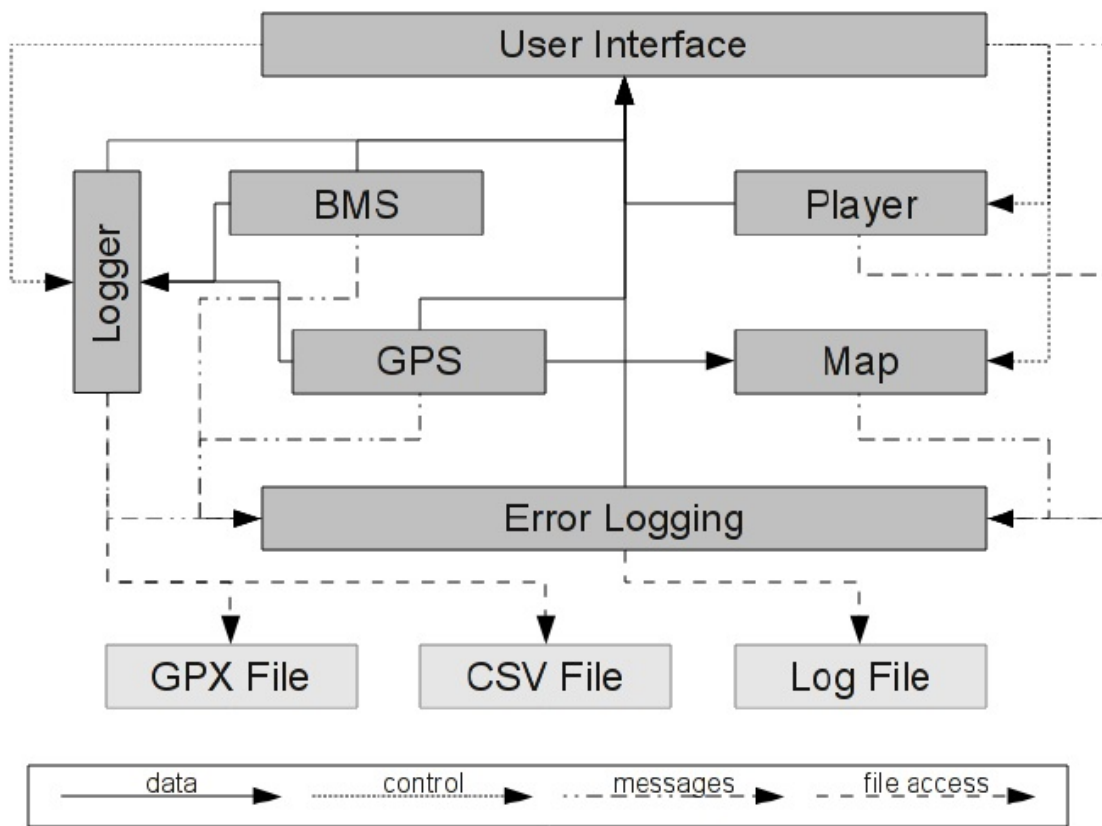 User Interface
BMS
Player
Logger
GPS
Map
Error Logging
GPX File
CSV File
Log File
data
control
messages
file access